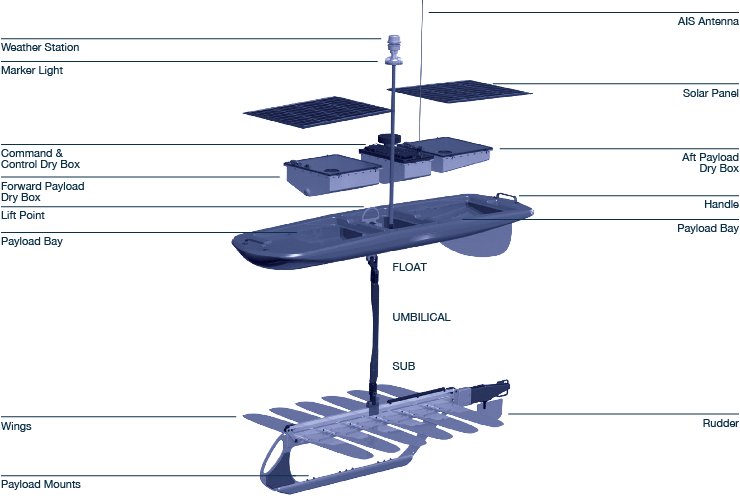 AIS Antenna
Weather Station
Marker Light
Solar Panel
Command &
Control Dry Box
Aft Payload
Dry Box
Forward Payload
Dry Box
Handle
Lift Point
Payload Bay
Payload Bay
FLOAT
UMBILICAL
SUB
Wings
Rudder
Payload Mounts